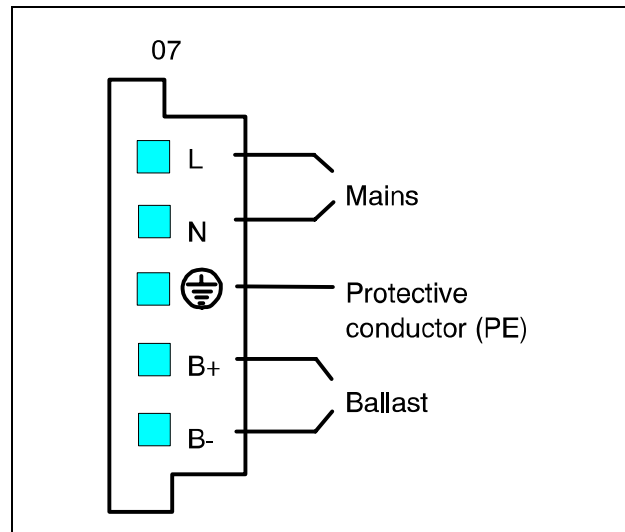 07
L
Mains
N
Protective
conductor (PE)
B+
Ballast
B-